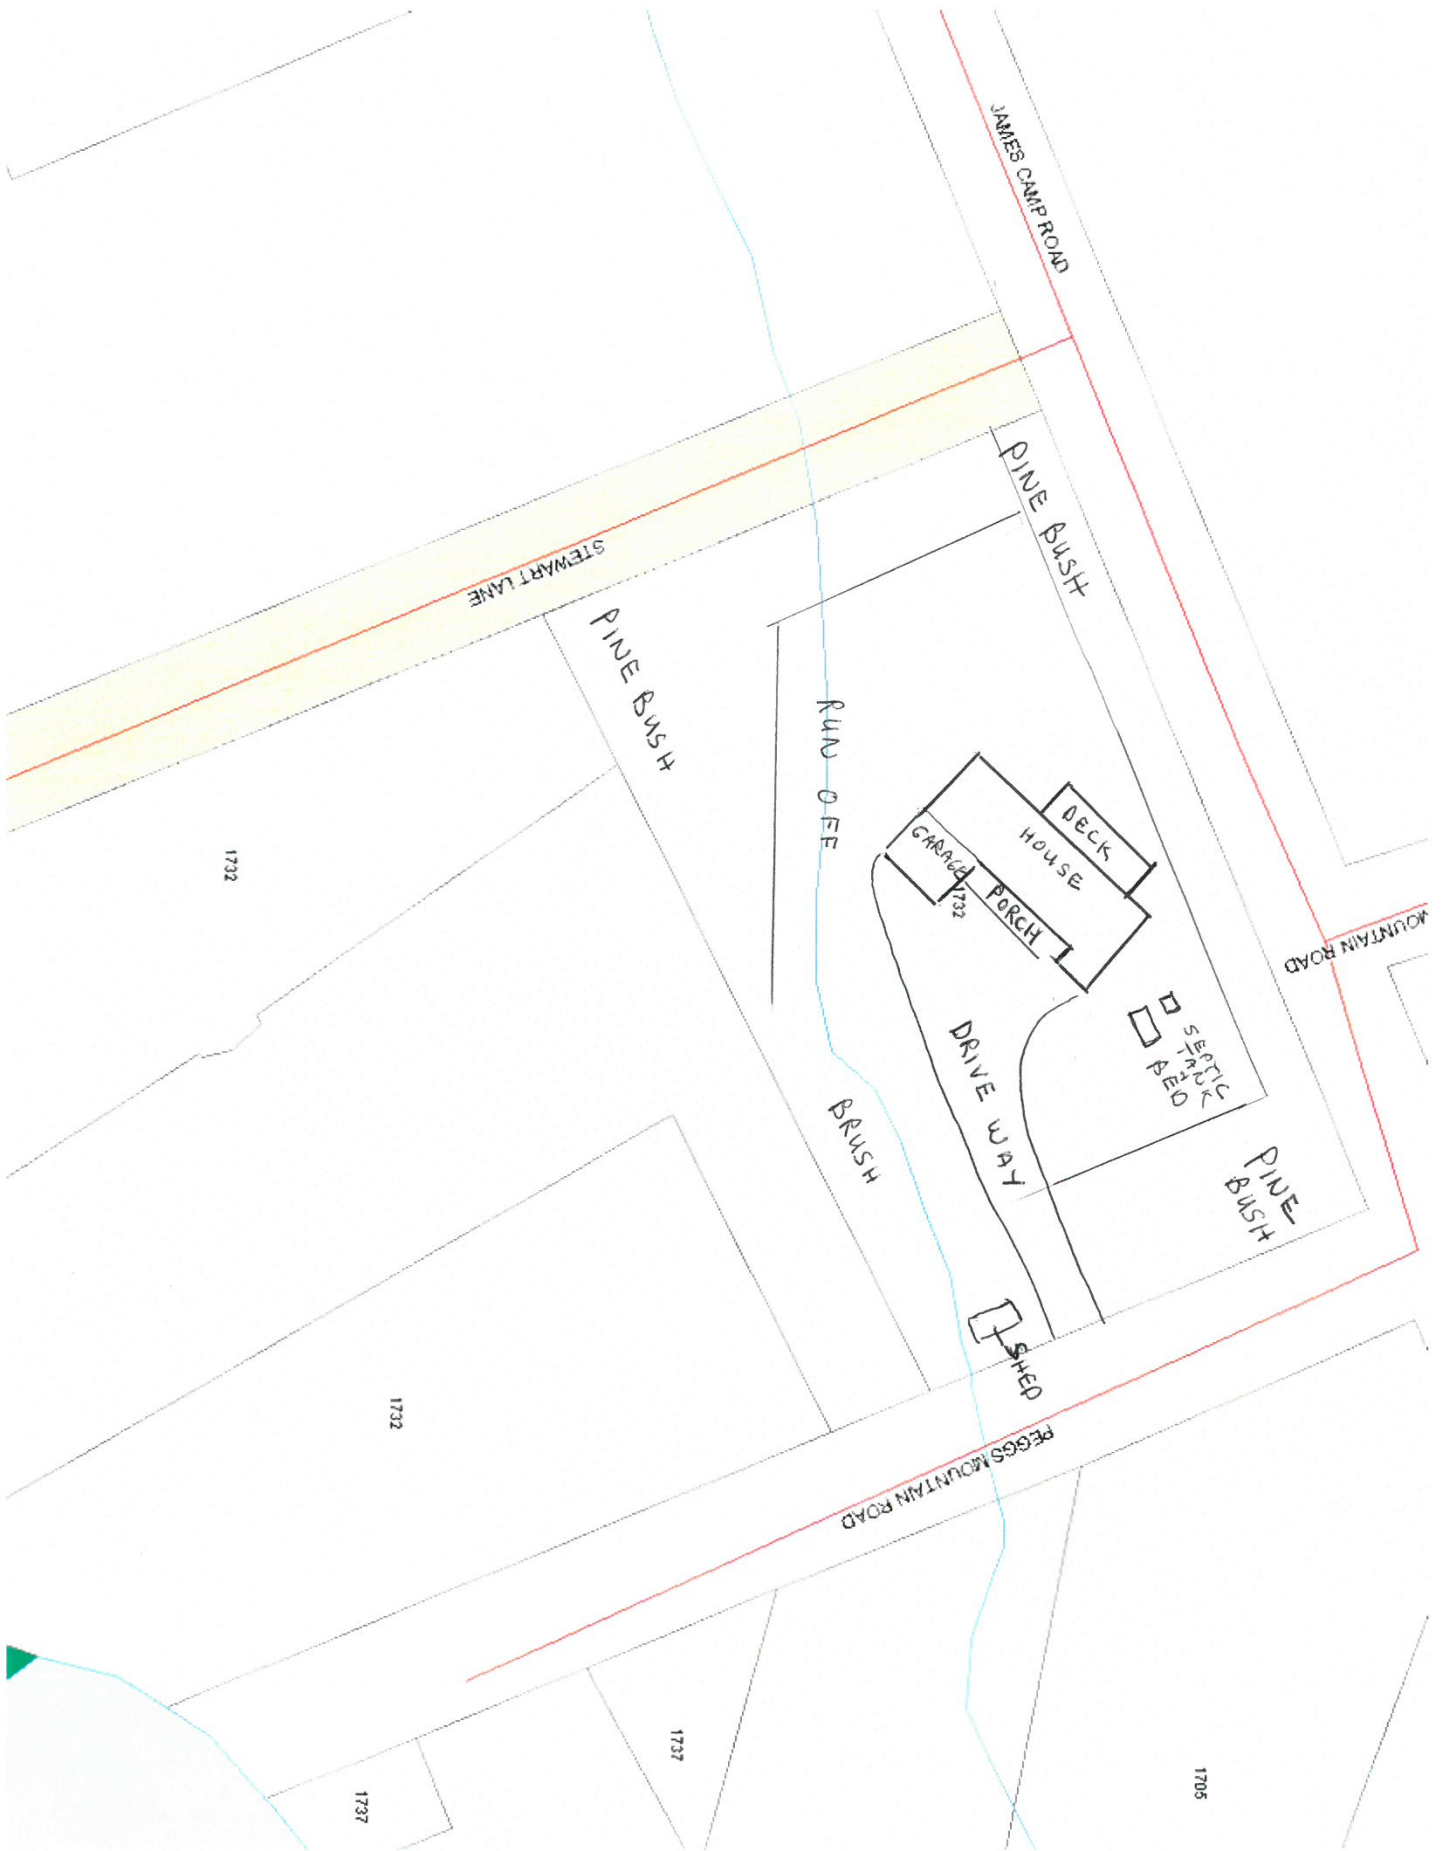 JAMES CAMP ROAD
PINE BUSH
STEWART LANE
PINE BUSH
RUN OFF
DECK
HOUSE
GARAGE
1732
PORCH
1732
MOUNTAIN ROAD
SEPTIC
TANK
BED
DRIVE WAY
BRUSH
PINE
BUSH
SHED
1732
PEGGS MOUNTAIN ROAD
1737
1737
1705